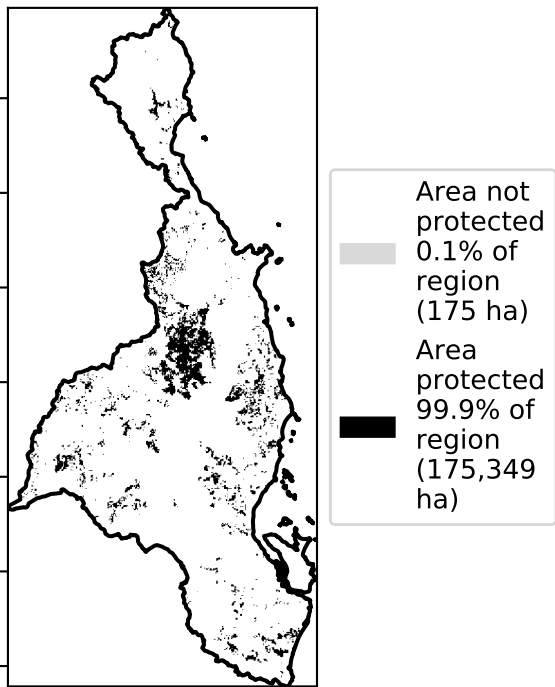 Area not
protected
0.1% of
region
(175 ha)
Area
protected
99.9% of
region
(175,349
ha)